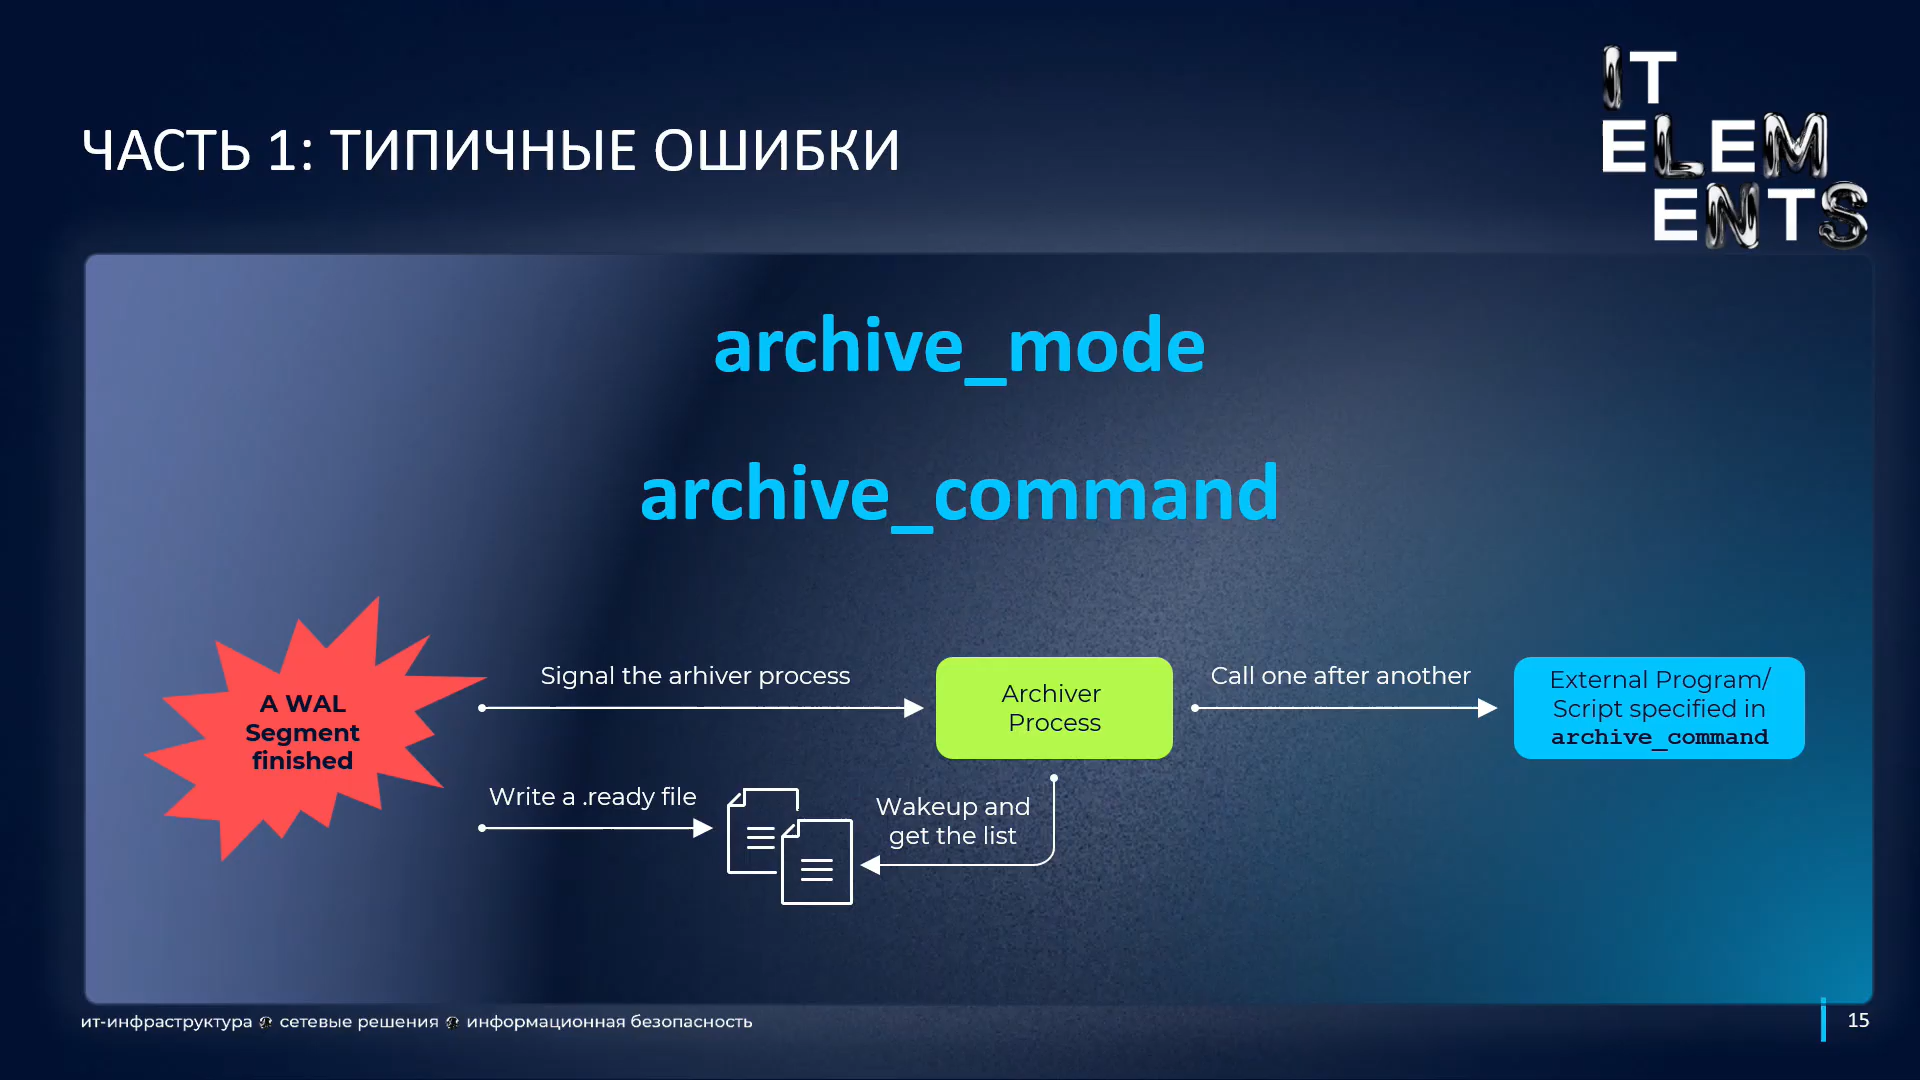 IT
ELEM
ENTS
ЧАСТЬ 1: ТИПИЧНЫЕ ОШИБКИ
archive_mode
archive_command
A WAL
Segment
finished
Signal the arhiver process
Archiver
Process
Call one after another
External Program/
Script specified in
archive_command
Write a .ready file
Wakeup and
get the list
ит-инфраструктура сетевые решения информационная безопасность
15